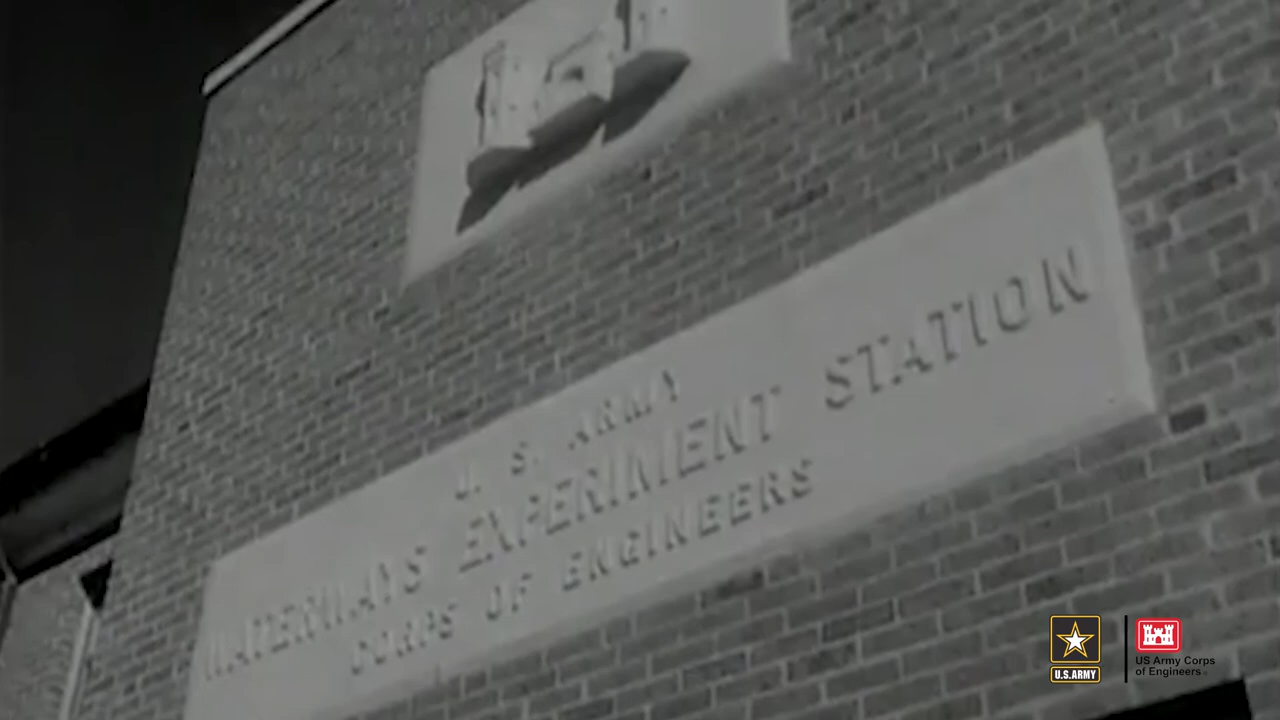 U. S. ARMY
WATERWAYS EXPERIMENT STATION
CORPS OF ENGINEERS
U.S.ARMY
US Army Corps
of Engineers